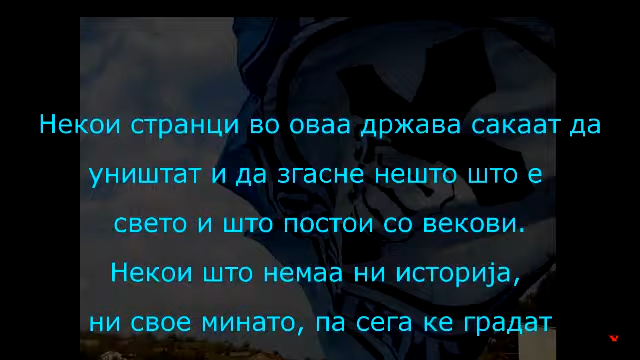 Некои странци во оваа држава сакаат да
уништат и да згасне нешто што е
свето и што постои со векови.
Некои што немаа ни историја,
ни свое минато, па сега ке градат